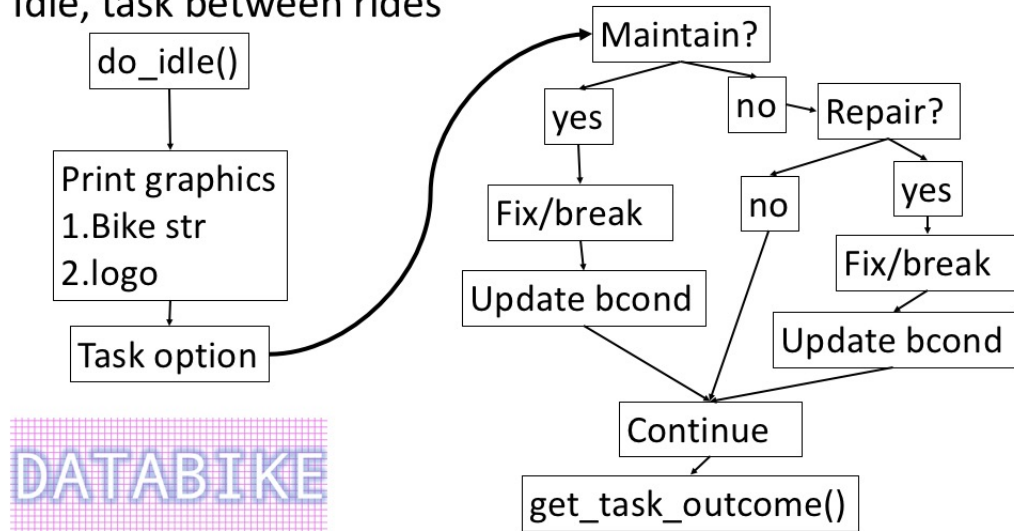 Idle, task between rides
do_idle()
Print graphics
1.Bike str
2.logo
Task option
Maintain?
yes
no
Repair?
Fix/break
no
yes
Update bcond
Fix/break
Update bcond
Continue
get_task_outcome()
DATABIKE